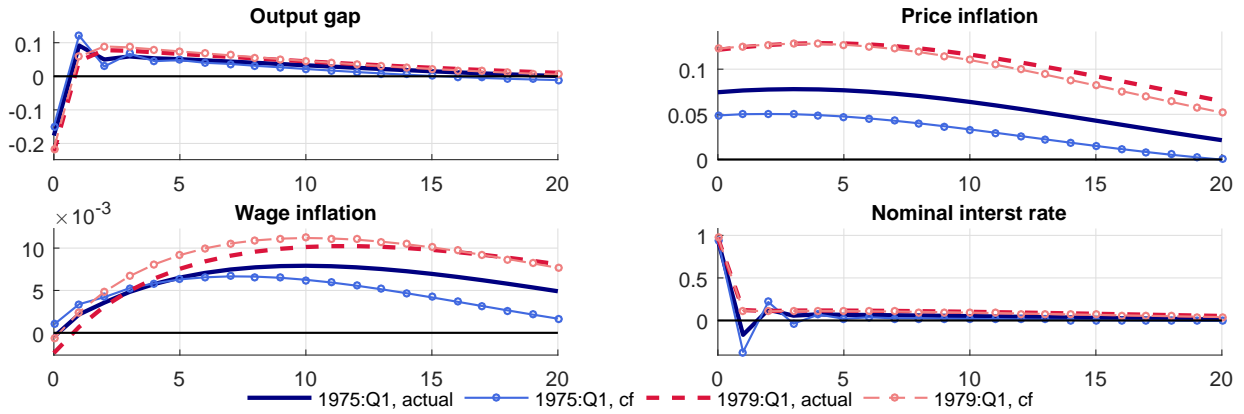 Output gap
0.1
0
-0.1
-0.2
0 5 10 15 20
Price inflation
0.1
0.05
0
0 5 10 15 20
×10⁻³ Wage inflation
10
5
0
0 5 10 15 20
Nominal interst rate
1
0.5
0
0 5 10 15 20
1975:Q1, actual 1975:Q1, cf 1979:Q1, actual 1979:Q1, cf